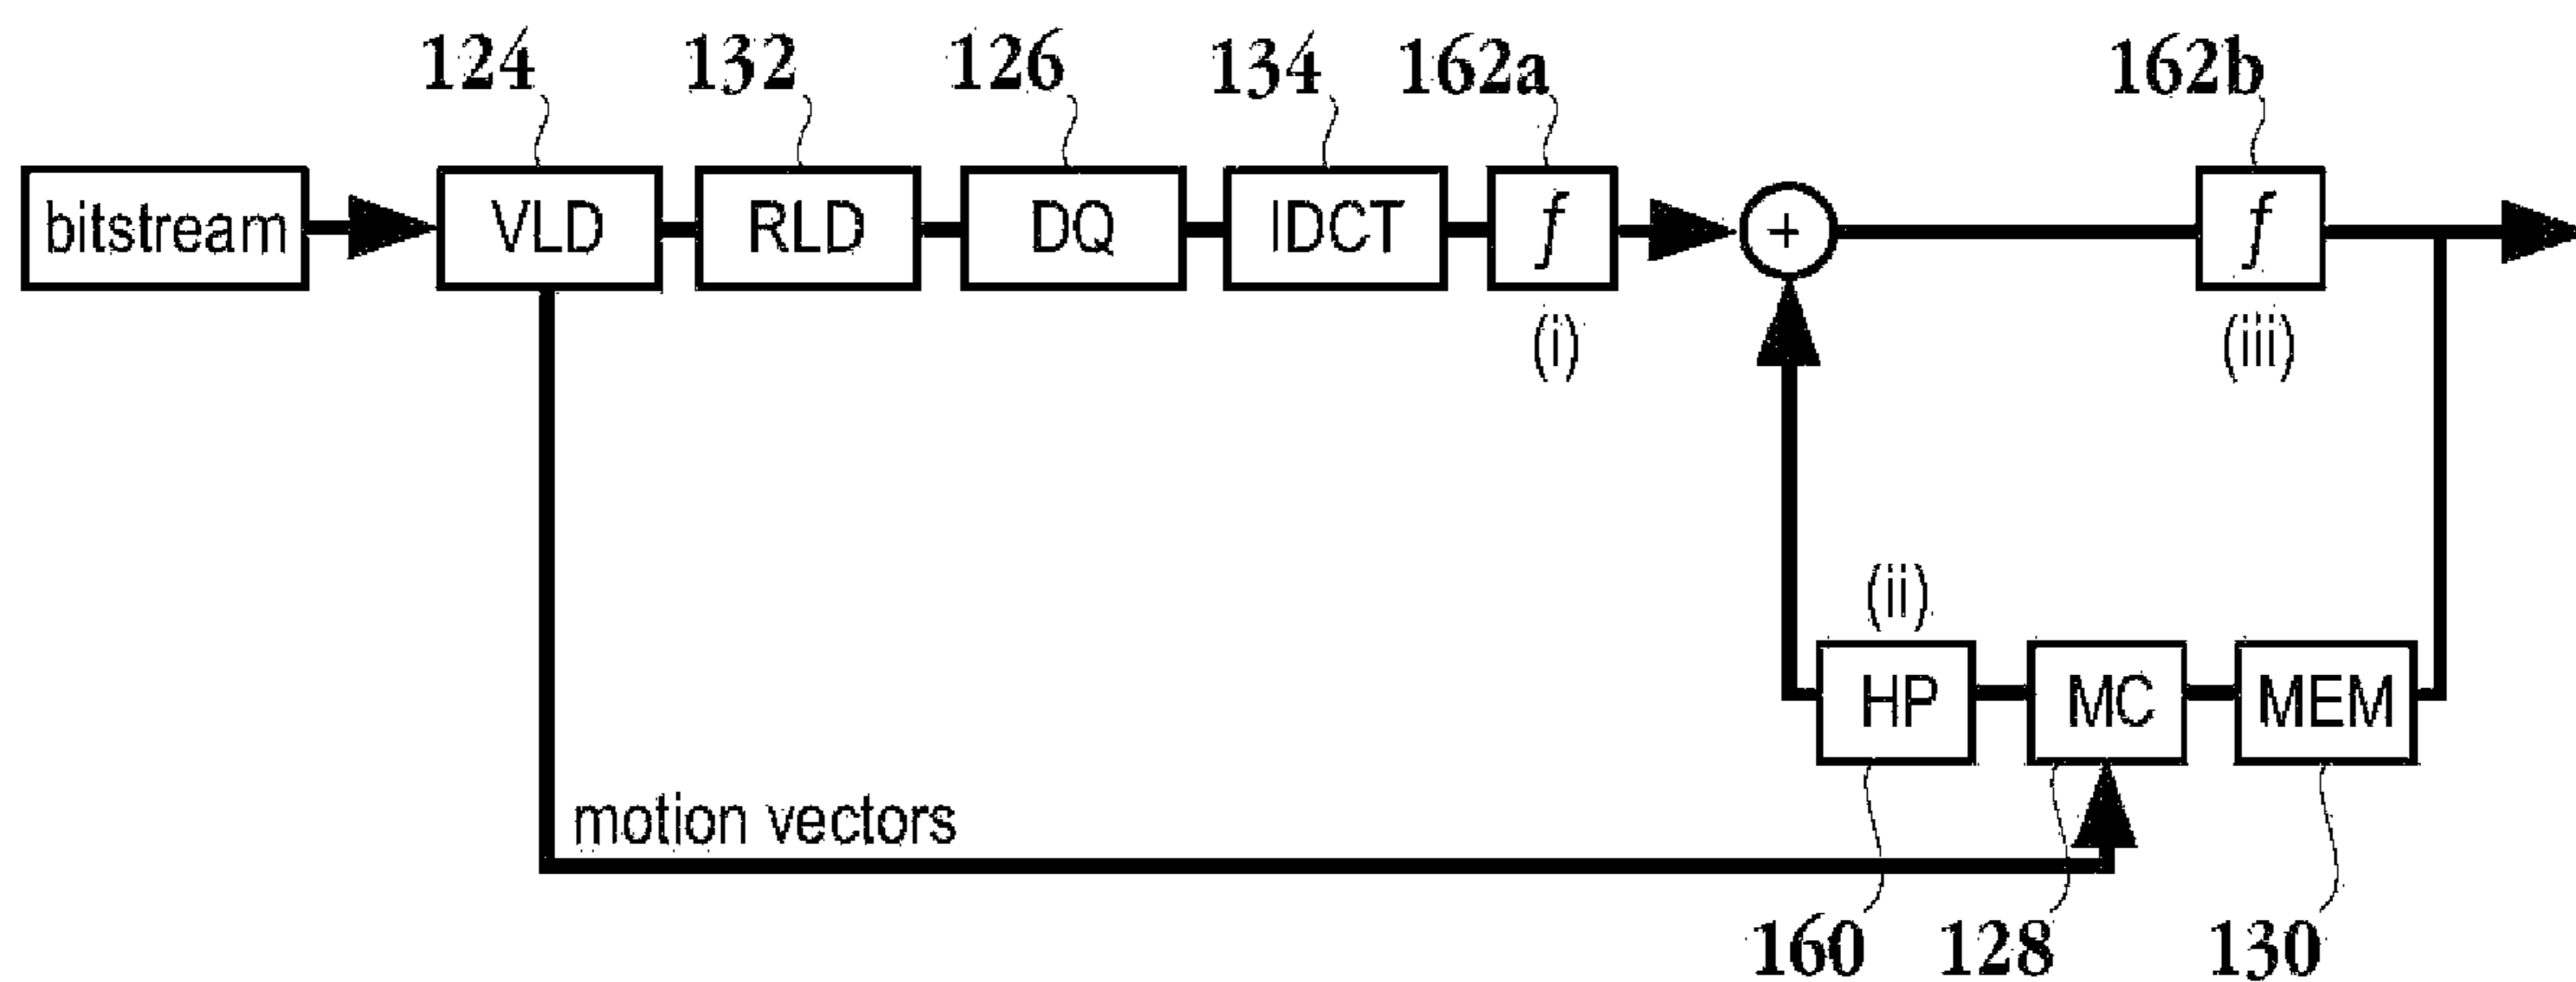 124 132 126 134 162a 162b
bitstream VLD RLD DQ IDCT f + f
(i) (iii)
(ii)
HP MC MEM
motion vectors
160 128 130